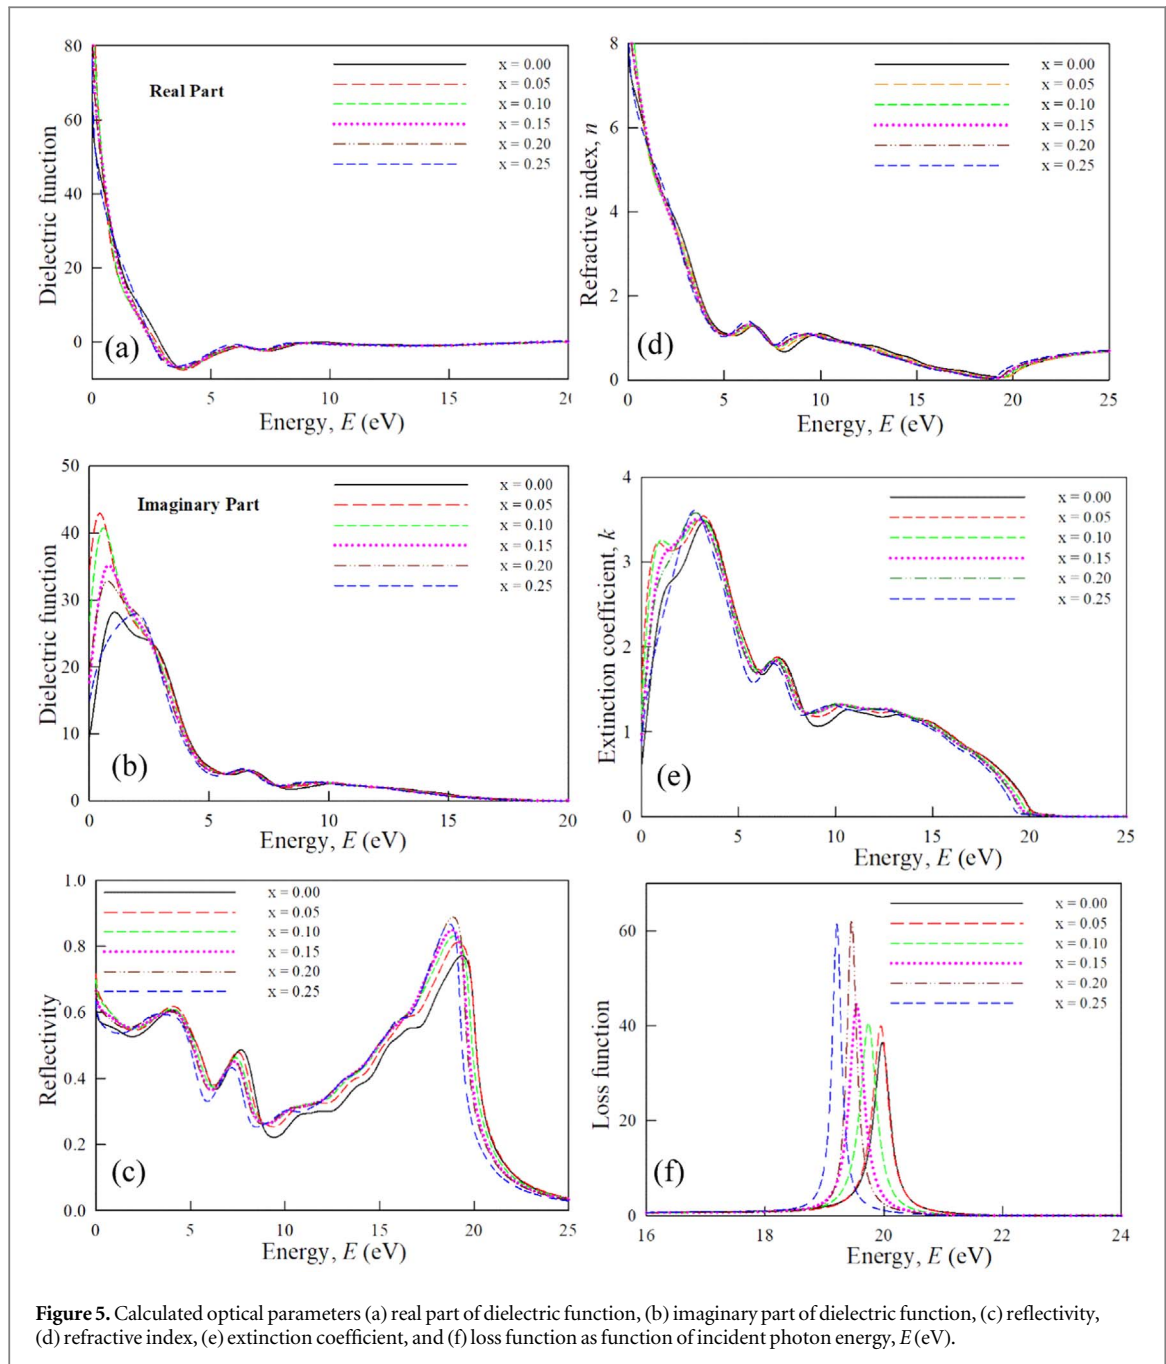 80
60
40
20
0
0
5
10
15
20
Dielectric function
Energy, E (eV)
Real Part
(a)
x = 0.00
x = 0.05
x = 0.10
x = 0.15
x = 0.20
x = 0.25
8
6
4
2
0
0
5
10
15
20
25
Refractive index, n
Energy, E (eV)
(d)
x = 0.00
x = 0.05
x = 0.10
x = 0.15
x = 0.20
x = 0.25
50
40
30
20
10
0
0
5
10
15
20
Dielectric function
Energy, E (eV)
Imaginary Part
(b)
x = 0.00
x = 0.05
x = 0.10
x = 0.15
x = 0.20
x = 0.25
4
3
2
1
0
0
5
10
15
20
25
Extinction coefficient, k
Energy, E (eV)
(e)
x = 0.00
x = 0.05
x = 0.10
x = 0.15
x = 0.20
x = 0.25
1.0
0.8
0.6
0.4
0.2
0.0
0
5
10
15
20
25
Reflectivity
Energy, E (eV)
(c)
x = 0.00
x = 0.05
x = 0.10
x = 0.15
x = 0.20
x = 0.25
60
40
20
0
16
18
20
22
24
Loss function
Energy, E (eV)
(f)
x = 0.00
x = 0.05
x = 0.10
x = 0.15
x = 0.20
x = 0.25
Figure 5. Calculated optical parameters (a) real part of dielectric function, (b) imaginary part of dielectric function, (c) reflectivity,
(d) refractive index, (e) extinction coefficient, and (f) loss function as function of incident photon energy, E (eV).